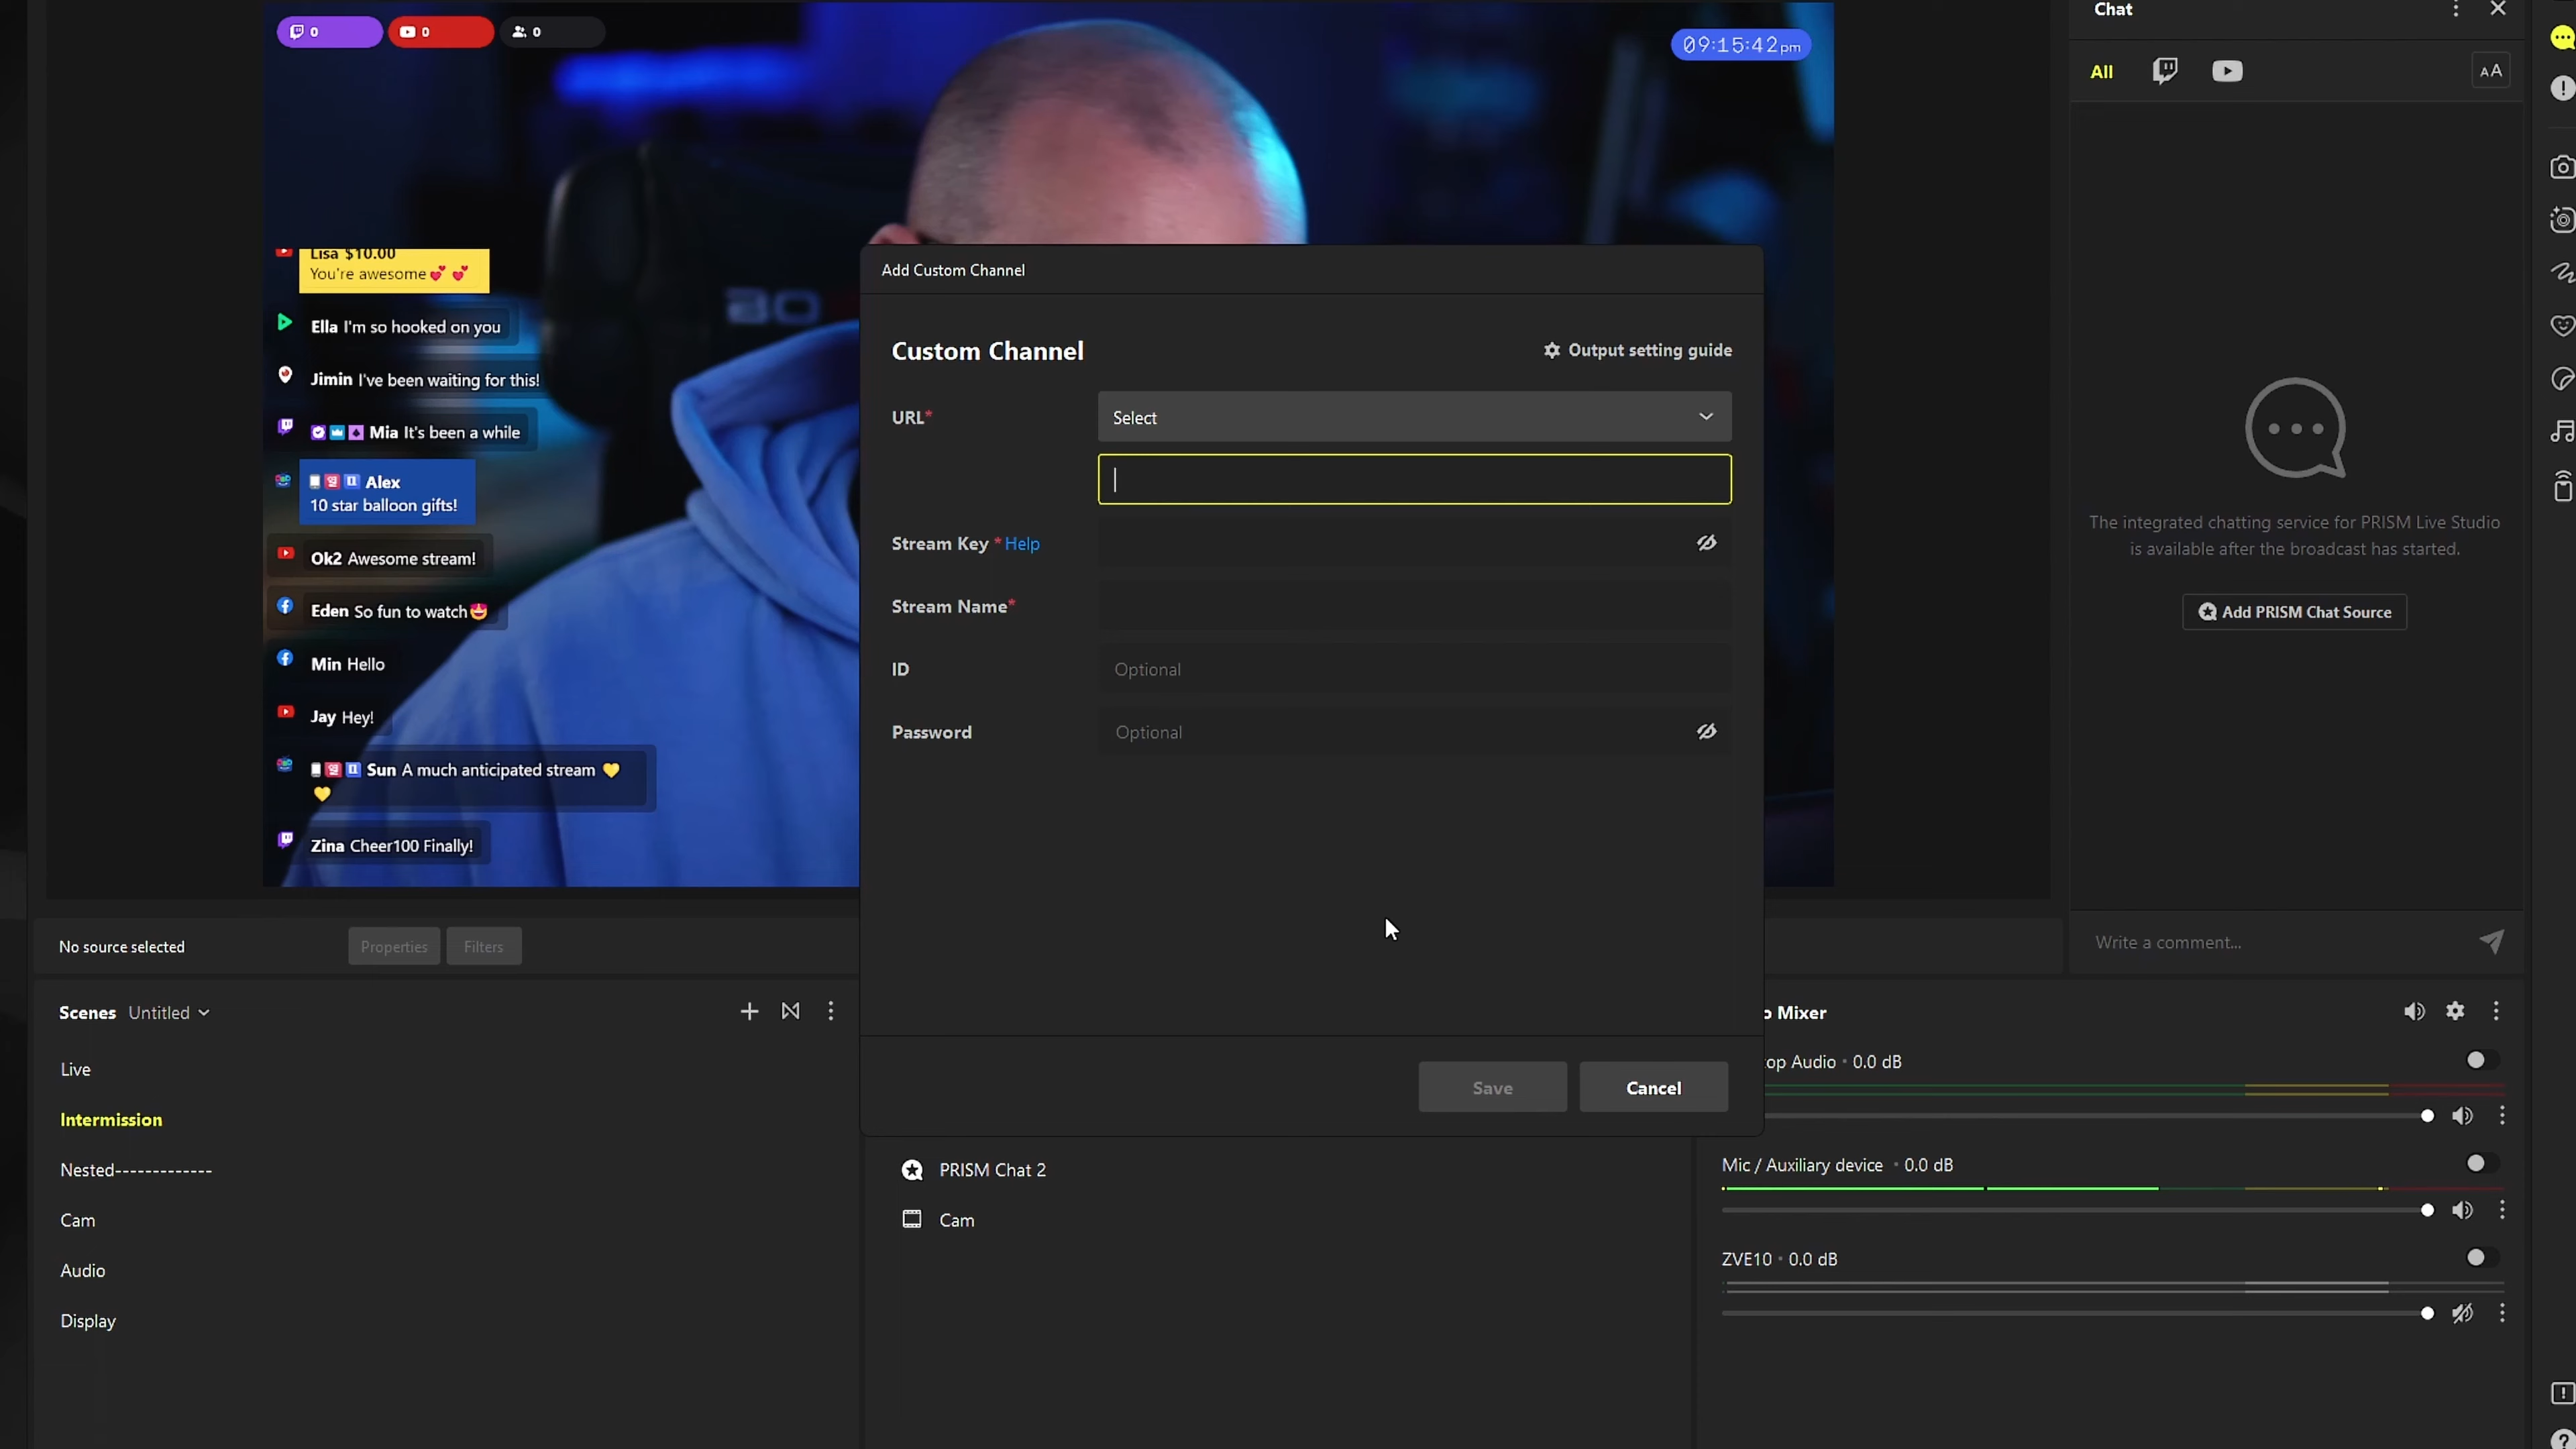 0
0
0
09:15:42pm
Lisa $10.00
You're awesome💕 💕
Ella I'm so hooked on you
Jimin I've been waiting for this!
Mia It's been a while
Alex
10 star balloon gifts!
Ok2 Awesome stream!
Eden So fun to watch🤩
Min Hello
Jay Hey!
Sun A much anticipated stream 💛
💛
Zina Cheer100 Finally!
Add Custom Channel
Custom Channel
Output setting guide
URL*
Select
Stream Key * Help
Stream Name*
ID
Optional
Password
Optional
Save
Cancel
Chat
All
AA
The integrated chatting service for PRISM Live Studio
is available after the broadcast has started.
Add PRISM Chat Source
Write a comment...
No source selected
Properties
Filters
Scenes
Untitled
Live
Intermission
Nested-------------
Cam
Audio
Display
PRISM Chat 2
Cam
o Mixer
top Audio • 0.0 dB
Mic / Auxiliary device • 0.0 dB
ZVE10 • 0.0 dB